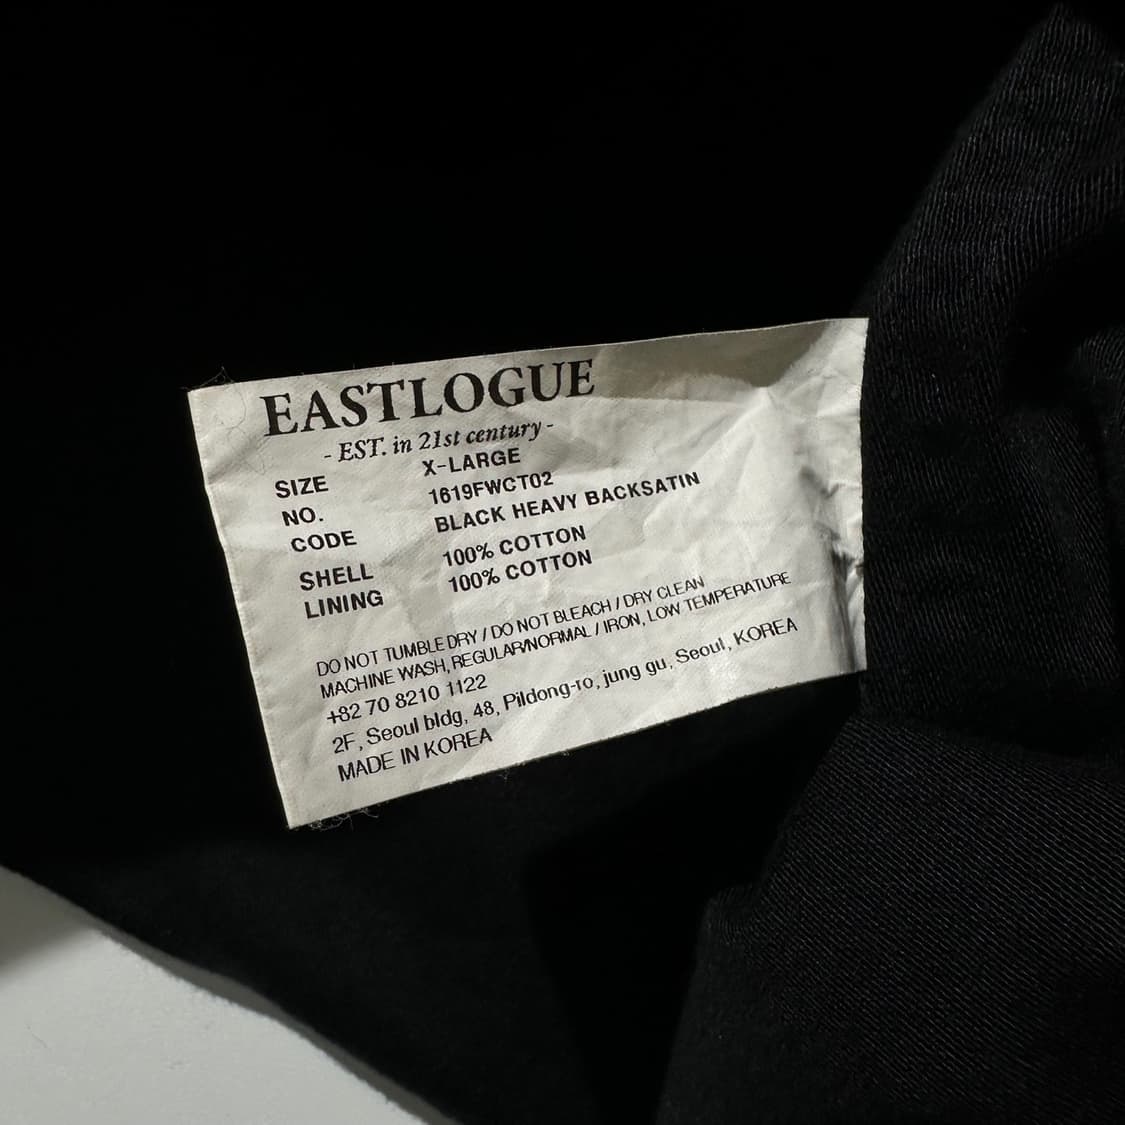 EASTLOGUE
- EST. in 21st century -
SIZE X-LARGE
NO. 1619FWCT02
CODE BLACK HEAVY BACKSATIN
SHELL 100% COTTON
LINING 100% COTTON
DO NOT TUMBLE DRY / DO NOT BLEACH / DRY CLEAN
MACHINE WASH, REGULAR/NORMAL / IRON, LOW TEMPERATURE
+82 70 8210 1122
2F, Seoul bldg, 48, Pildong-ro, jung gu, Seoul, KOREA
MADE IN KOREA